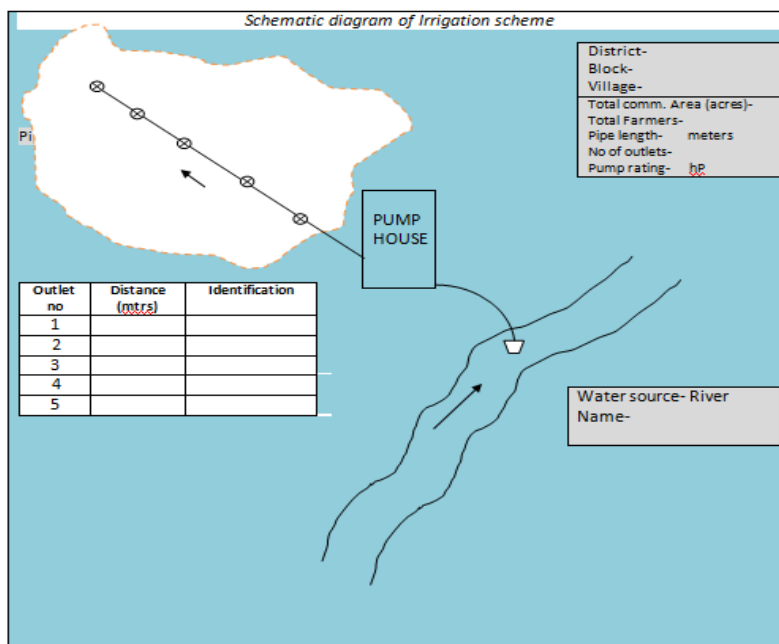 Schematic diagram of Irrigation scheme
District-
Block-
Village-
Total comm. Area (acres)-
Total Farmers-
Pipe length- meters
No of outlets-
Pump rating- hP
Pi
PUMP
HOUSE
Outlet no Distance (mtrs) Identification
1
2
3
4
5
Water source- River
Name-